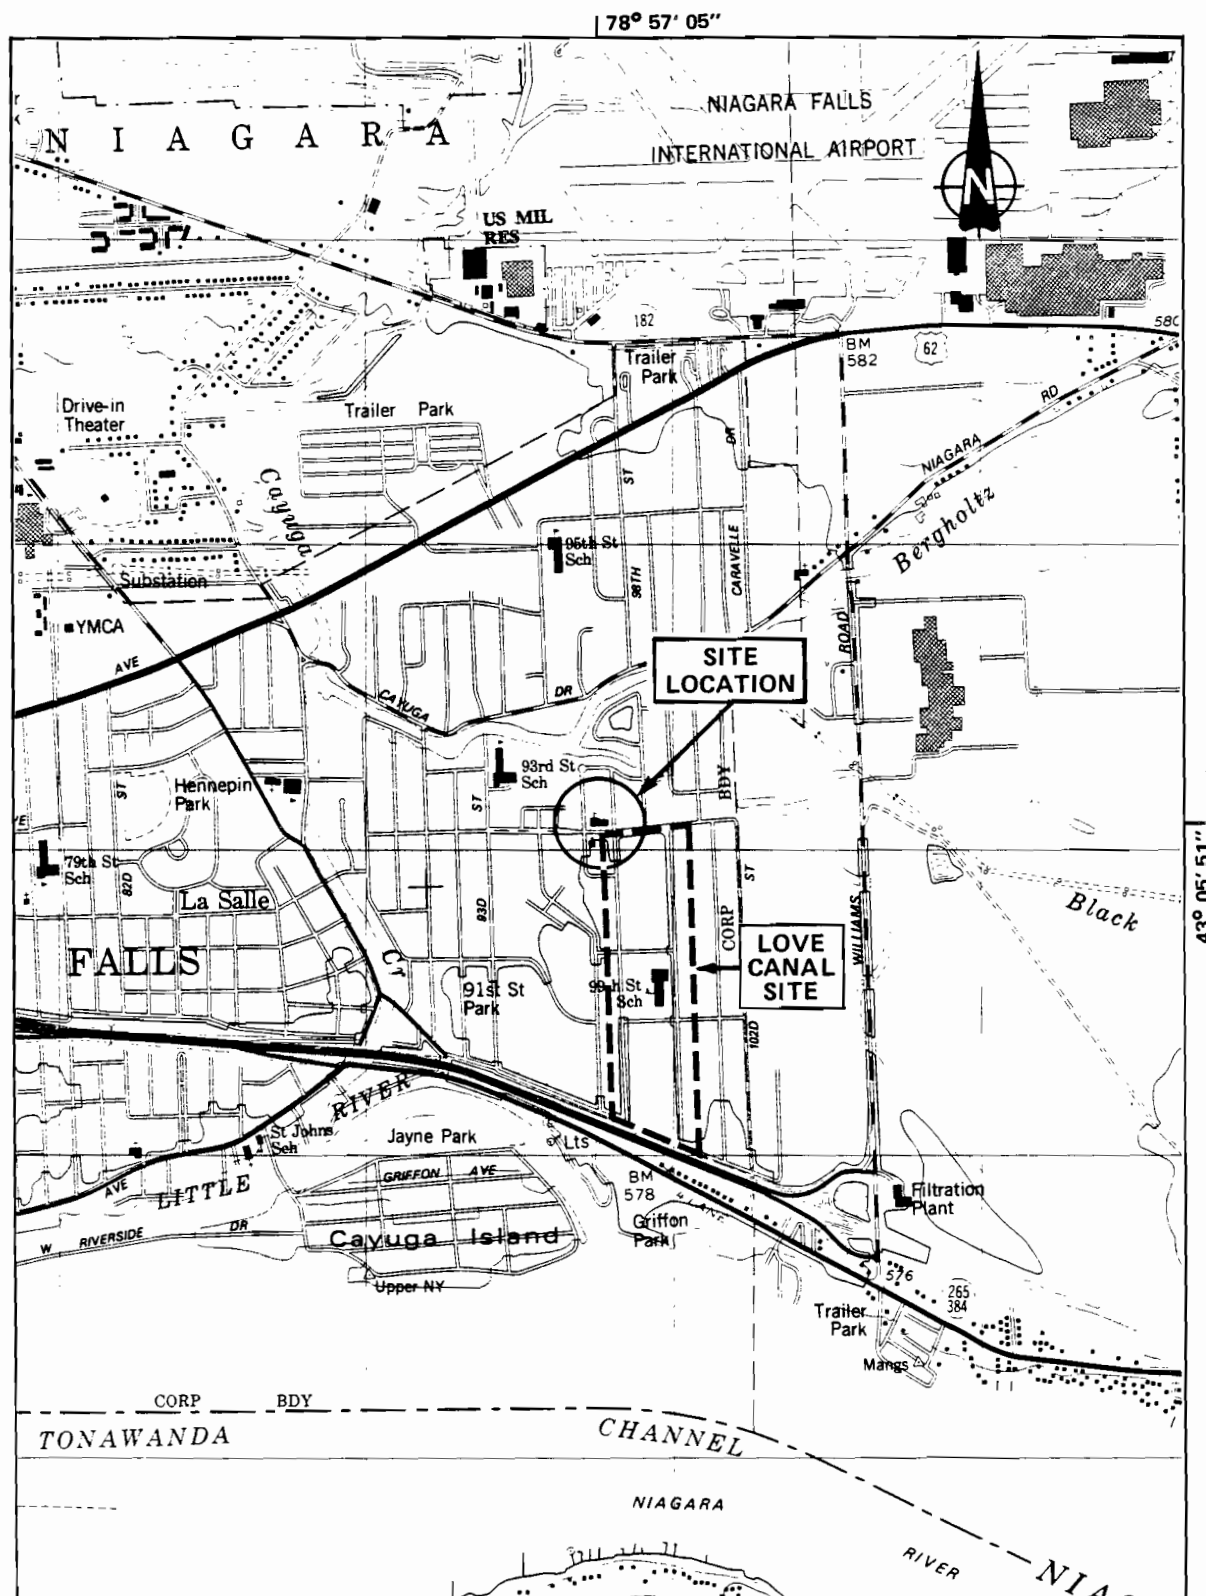 78° 57' 05"
NIAGARA FALLS
INTERNATIONAL AIRPORT
N I A G A R A
N
US MIL
RES
182
580
BM
582
62
Trailer
Park
RD
Drive-in
Theater
Trailer Park
DR
NIAGARA
ST
Cayuga
Bergholtz
95th St
Sch
CARAVELLE
98TH
Substation
YMCA
ROAD
AVE
SITE
LOCATION
CAYUGA
DR
93rd St
Sch
BDY
Hennepin
Park
ST
ST
43° 05' 51"
79th St
Sch
82D
ST
La Salle
93D
Black
CORP
WILLIAMS
LOVE
CANAL
SITE
FALLS
Cr
91st St
Park
99th St
Sch
102D
RIVER
St Johns
Sch
Jayne Park
Lts
GRIFFON AVE
BM
578
AVE
LITTLE
4 LANE
Filtration
Plant
Griffon
Park
W RIVERSIDE DR
Cayuga Island
Upper NY
576
265
384
Trailer
Park
Mangs
CORP BDY
TONAWANDA CHANNEL
NIAGARA
RIVER